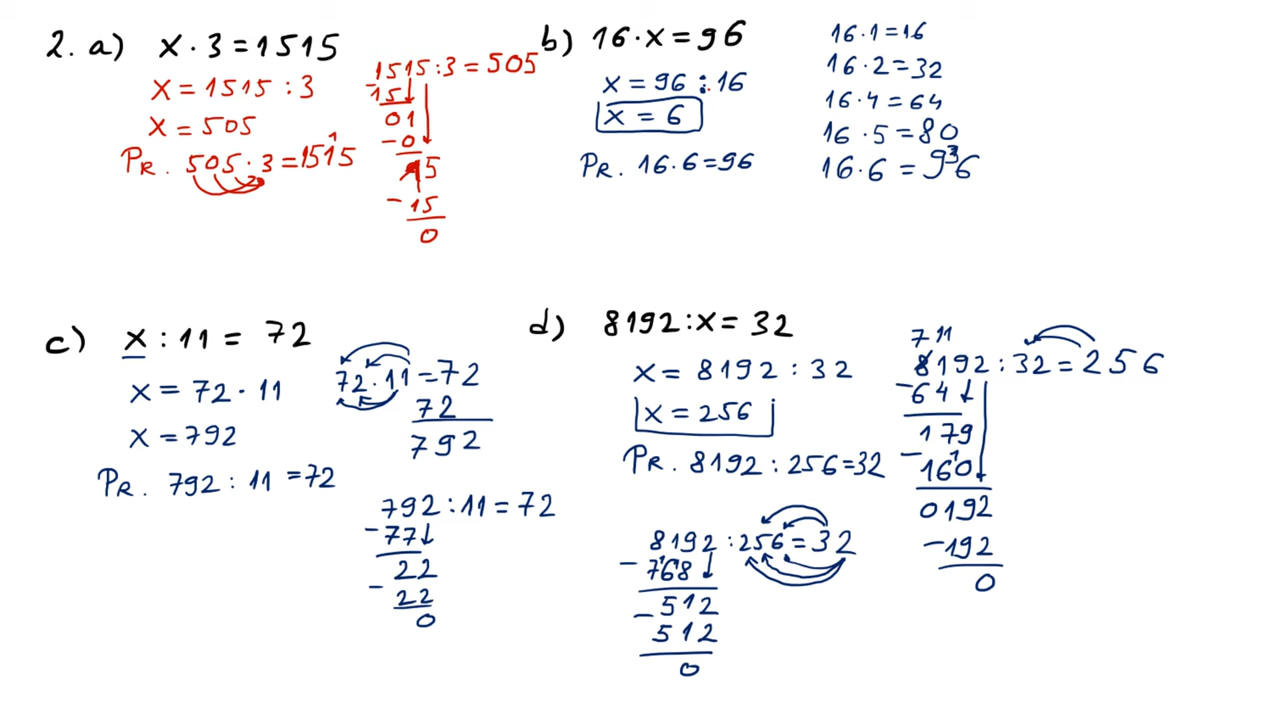 2. a) x · 3 = 1515
x = 1515 : 3
x = 505
PR. 505 · 3 = 1515
1
1515 : 3 = 505
-15
01
-0
15
-15
0
b) 16 · x = 96
x = 96 : 16
x = 6
PR. 16 · 6 = 96
16 · 1 = 16
16 · 2 = 32
16 · 4 = 64
16 · 5 = 80
16 · 6 = 96
3
c) x : 11 = 72
x = 72 · 11
x = 792
PR. 792 : 11 = 72
72 · 11 = 72
72
792
792 : 11 = 72
-77
22
-22
0
d) 8192 : x = 32
x = 8192 : 32
x = 256
PR. 8192 : 256 = 32
8192 : 256 = 32
-768
512
-512
0
7 11
8192 : 32 = 256
-64
179
-160
0192
-192
0